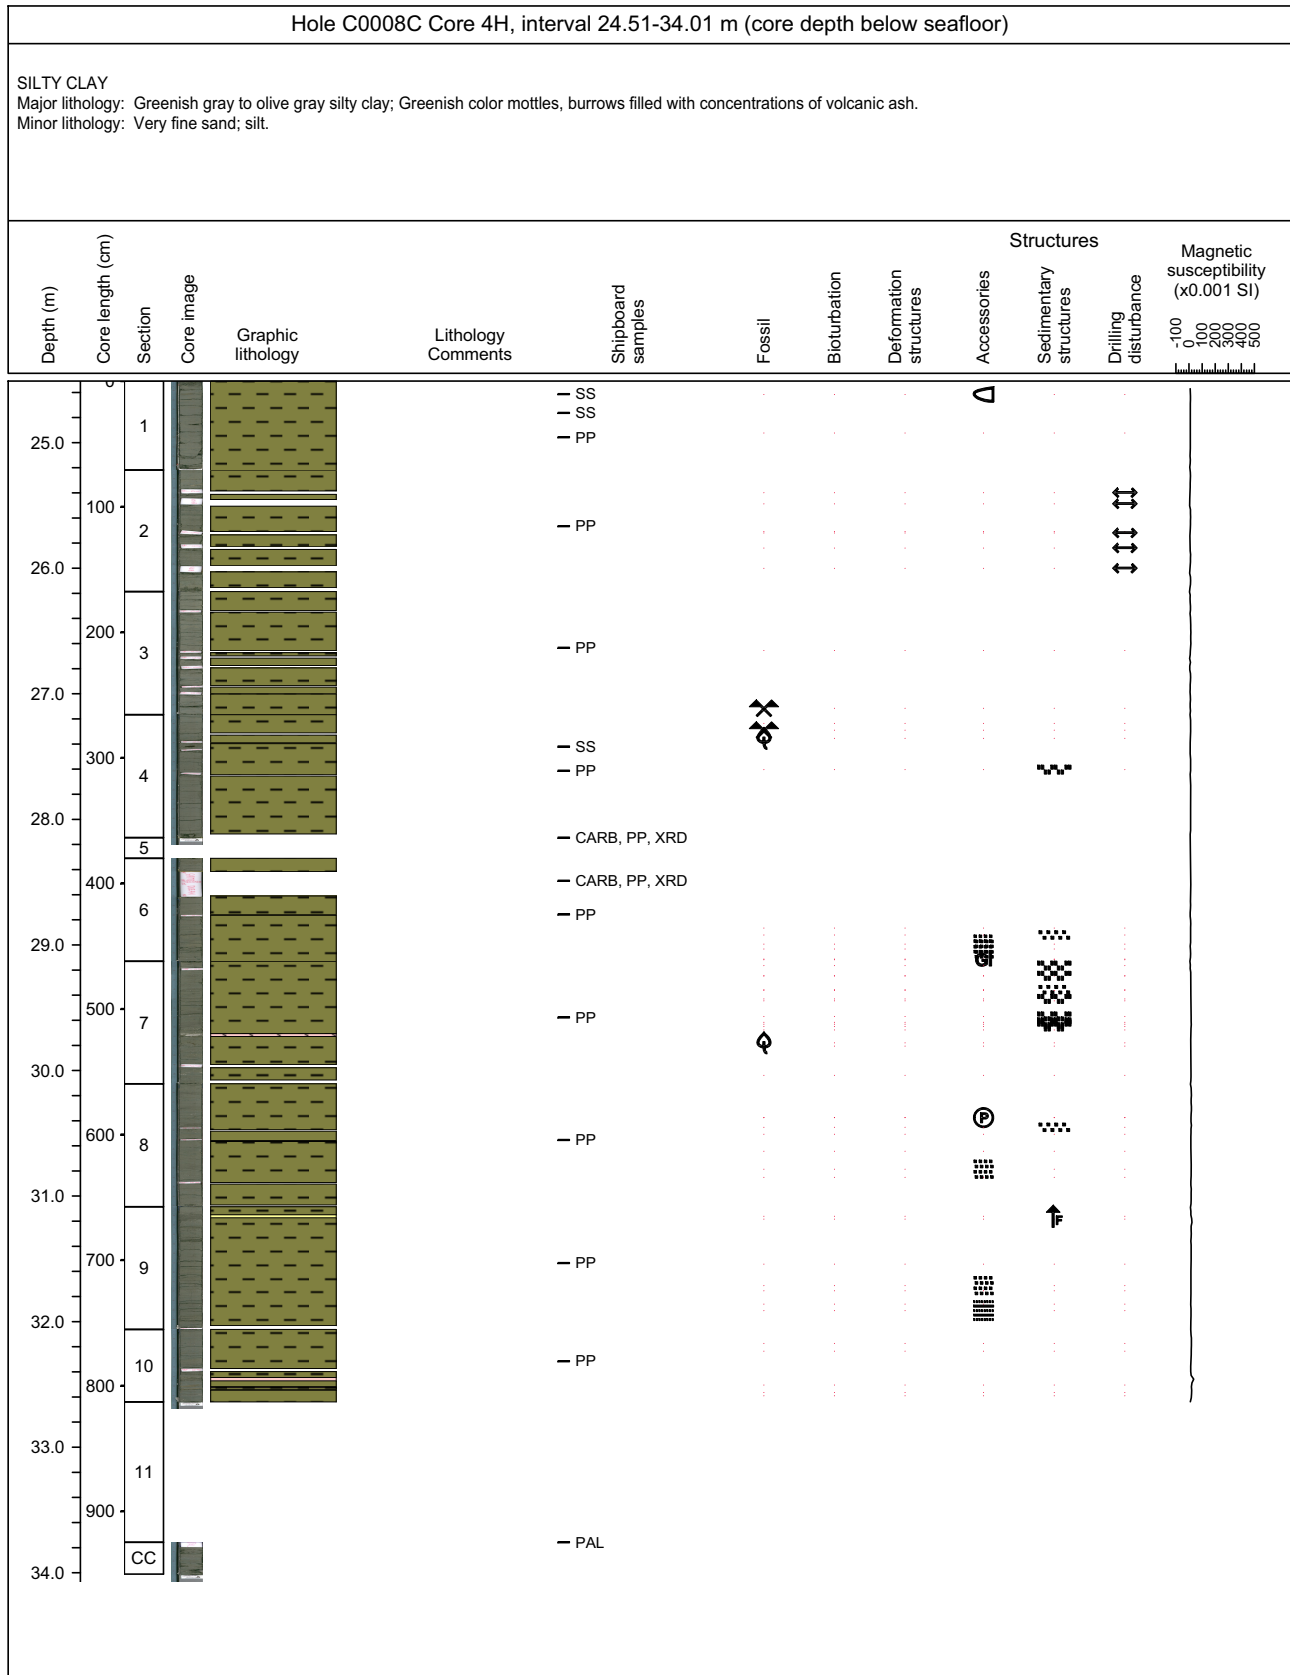 Hole C0008C Core 4H, interval 24.51-34.01 m (core depth below seafloor)
SILTY CLAY
Major lithology: Greenish gray to olive gray silty clay; Greenish color mottles, burrows filled with concentrations of volcanic ash.
Minor lithology: Very fine sand; silt.
Depth (m)
Core length (cm)
Section
Core image
Graphic
lithology
Lithology
Comments
Shipboard
samples
Fossil
Bioturbation
Deformation
structures
Structures
Accessories
Sedimentary
structures
Drilling
disturbance
Magnetic
susceptibility
(x0.001 SI)
-100
0
100
200
300
400
500
0
SS
SS
1
25.0
PP
100
PP
2
26.0
200
3
PP
27.0
SS
300
PP
4
28.0
CARB, PP, XRD
5
400
CARB, PP, XRD
6
PP
29.0
Gf
500
PP
7
30.0
P
600
PP
8
31.0
F
700
PP
9
32.0
10
PP
800
33.0
11
900
PAL
CC
34.0